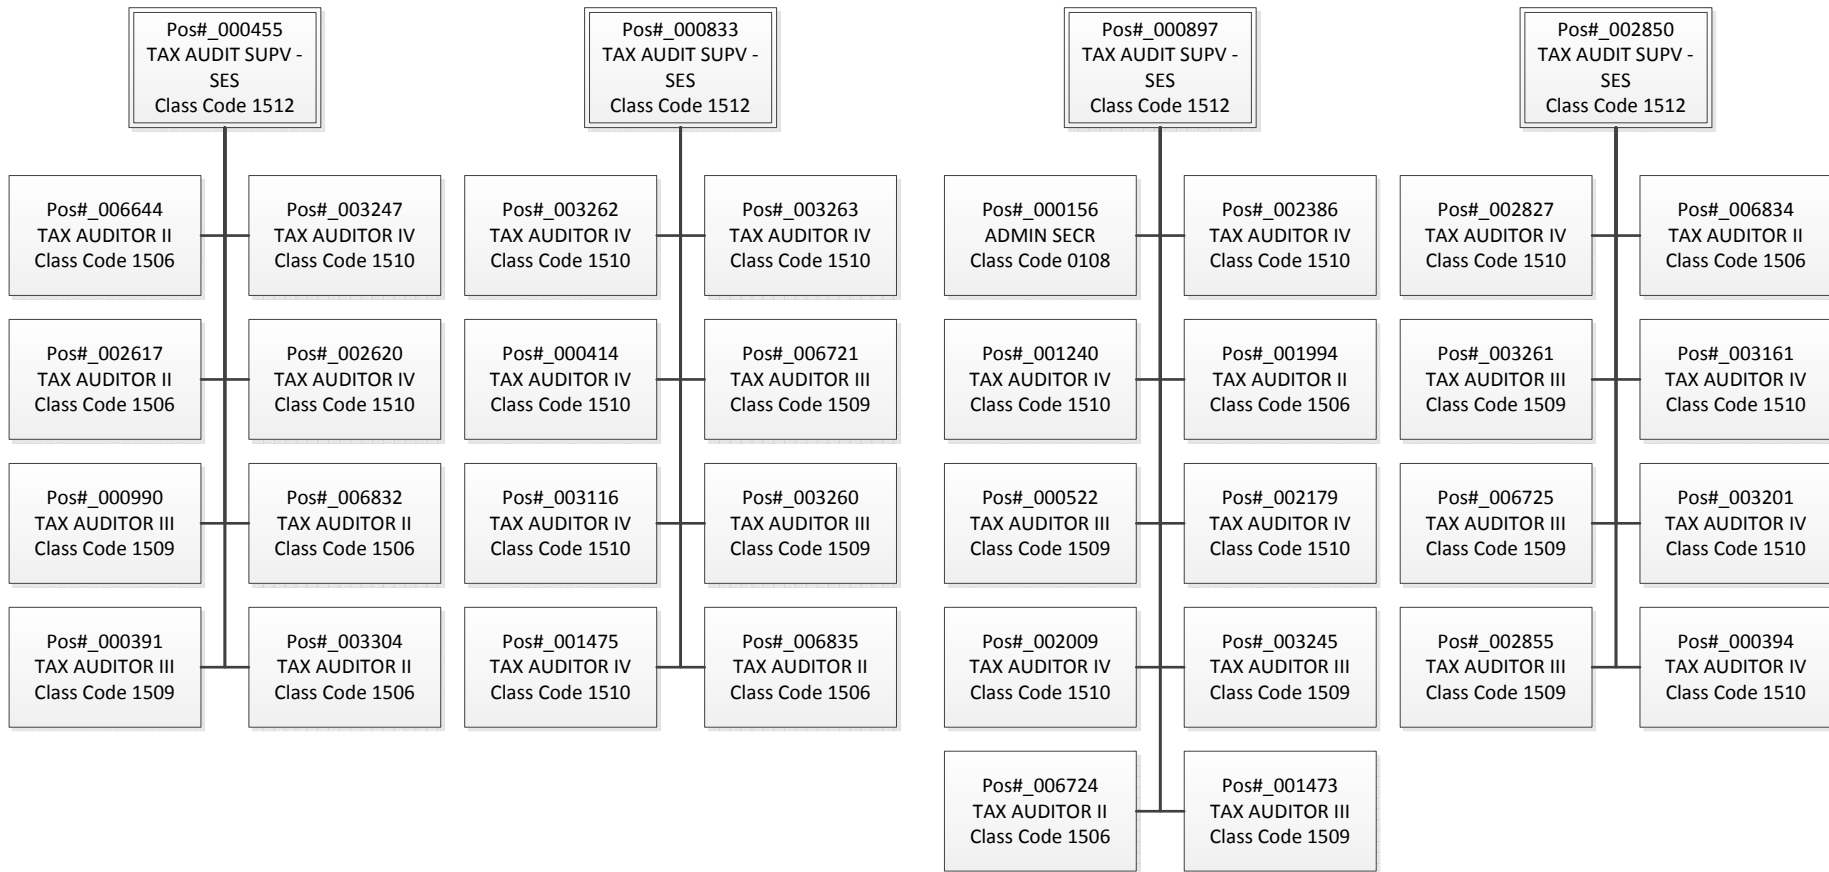 Pos#_000455
TAX AUDIT SUPV -
SES
Class Code 1512
Pos#_000833
TAX AUDIT SUPV -
SES
Class Code 1512
Pos#_000897
TAX AUDIT SUPV -
SES
Class Code 1512
Pos#_002850
TAX AUDIT SUPV -
SES
Class Code 1512
Pos#_006644
TAX AUDITOR II
Class Code 1506
Pos#_003247
TAX AUDITOR IV
Class Code 1510
Pos#_003262
TAX AUDITOR IV
Class Code 1510
Pos#_003263
TAX AUDITOR IV
Class Code 1510
Pos#_000156
ADMIN SECR
Class Code 0108
Pos#_002386
TAX AUDITOR IV
Class Code 1510
Pos#_002827
TAX AUDITOR IV
Class Code 1510
Pos#_006834
TAX AUDITOR II
Class Code 1506
Pos#_002617
TAX AUDITOR II
Class Code 1506
Pos#_002620
TAX AUDITOR IV
Class Code 1510
Pos#_000414
TAX AUDITOR IV
Class Code 1510
Pos#_006721
TAX AUDITOR III
Class Code 1509
Pos#_001240
TAX AUDITOR IV
Class Code 1510
Pos#_001994
TAX AUDITOR II
Class Code 1506
Pos#_003261
TAX AUDITOR III
Class Code 1509
Pos#_003161
TAX AUDITOR IV
Class Code 1510
Pos#_000990
TAX AUDITOR III
Class Code 1509
Pos#_006832
TAX AUDITOR II
Class Code 1506
Pos#_003116
TAX AUDITOR IV
Class Code 1510
Pos#_003260
TAX AUDITOR III
Class Code 1509
Pos#_000522
TAX AUDITOR III
Class Code 1509
Pos#_002179
TAX AUDITOR IV
Class Code 1510
Pos#_006725
TAX AUDITOR III
Class Code 1509
Pos#_003201
TAX AUDITOR IV
Class Code 1510
Pos#_000391
TAX AUDITOR III
Class Code 1509
Pos#_003304
TAX AUDITOR II
Class Code 1506
Pos#_001475
TAX AUDITOR IV
Class Code 1510
Pos#_006835
TAX AUDITOR II
Class Code 1506
Pos#_002009
TAX AUDITOR IV
Class Code 1510
Pos#_003245
TAX AUDITOR III
Class Code 1509
Pos#_002855
TAX AUDITOR III
Class Code 1509
Pos#_000394
TAX AUDITOR IV
Class Code 1510
Pos#_006724
TAX AUDITOR II
Class Code 1506
Pos#_001473
TAX AUDITOR III
Class Code 1509